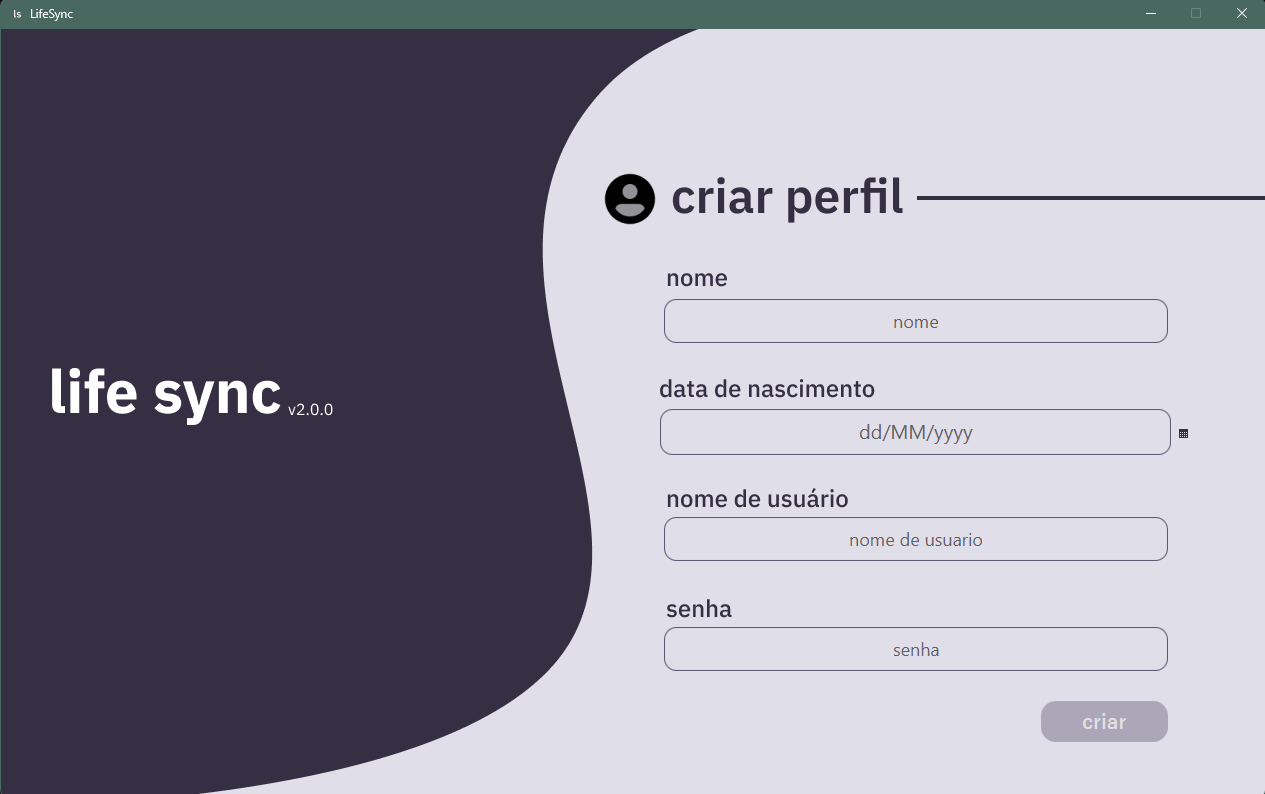 ls LifeSync
criar perfil
nome
nome
life sync v2.0.0
data de nascimento
dd/MM/yyyy
nome de usuário
nome de usuario
senha
senha
criar